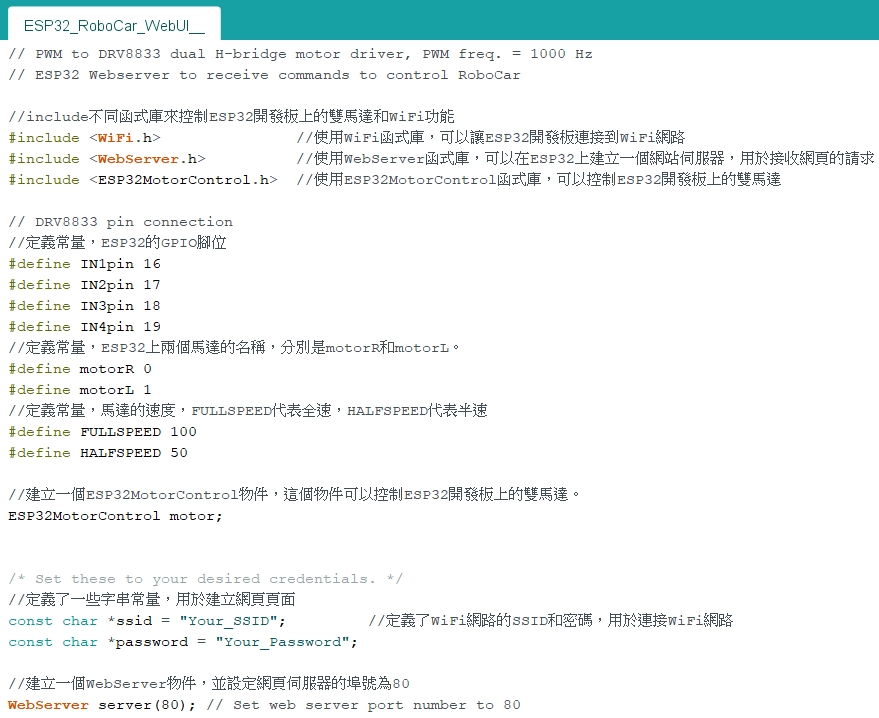 ESP32_RoboCar_WebUI__
// PWM to DRV8833 dual H-bridge motor driver, PWM freq. = 1000 Hz
// ESP32 Webserver to receive commands to control RoboCar
//include不同函式庫來控制ESP32開發板上的雙馬達和WiFi功能
#include <WiFi.h> //使用WiFi函式庫，可以讓ESP32開發板連接到WiFi網路
#include <WebServer.h> //使用WebServer函式庫，可以在ESP32上建立一個網站伺服器，用於接收網頁的請求
#include <ESP32MotorControl.h> //使用ESP32MotorControl函式庫，可以控制ESP32開發板上的雙馬達
// DRV8833 pin connection
//定義常量，ESP32的GPIO腳位
#define IN1pin 16
#define IN2pin 17
#define IN3pin 18
#define IN4pin 19
//定義常量，ESP32上兩個馬達的名稱，分別是motorR和motorL。
#define motorR 0
#define motorL 1
//定義常量，馬達的速度，FULLSPEED代表全速，HALFSPEED代表半速
#define FULLSPEED 100
#define HALFSPEED 50
//建立一個ESP32MotorControl物件，這個物件可以控制ESP32開發板上的雙馬達。
ESP32MotorControl motor;
/* Set these to your desired credentials. */
//定義了一些字串常量，用於建立網頁頁面
const char *ssid = "Your_SSID"; //定義了WiFi網路的SSID和密碼，用於連接WiFi網路
const char *password = "Your_Password";
//建立一個WebServer物件，並設定網頁伺服器的埠號為80
WebServer server(80); // Set web server port number to 80